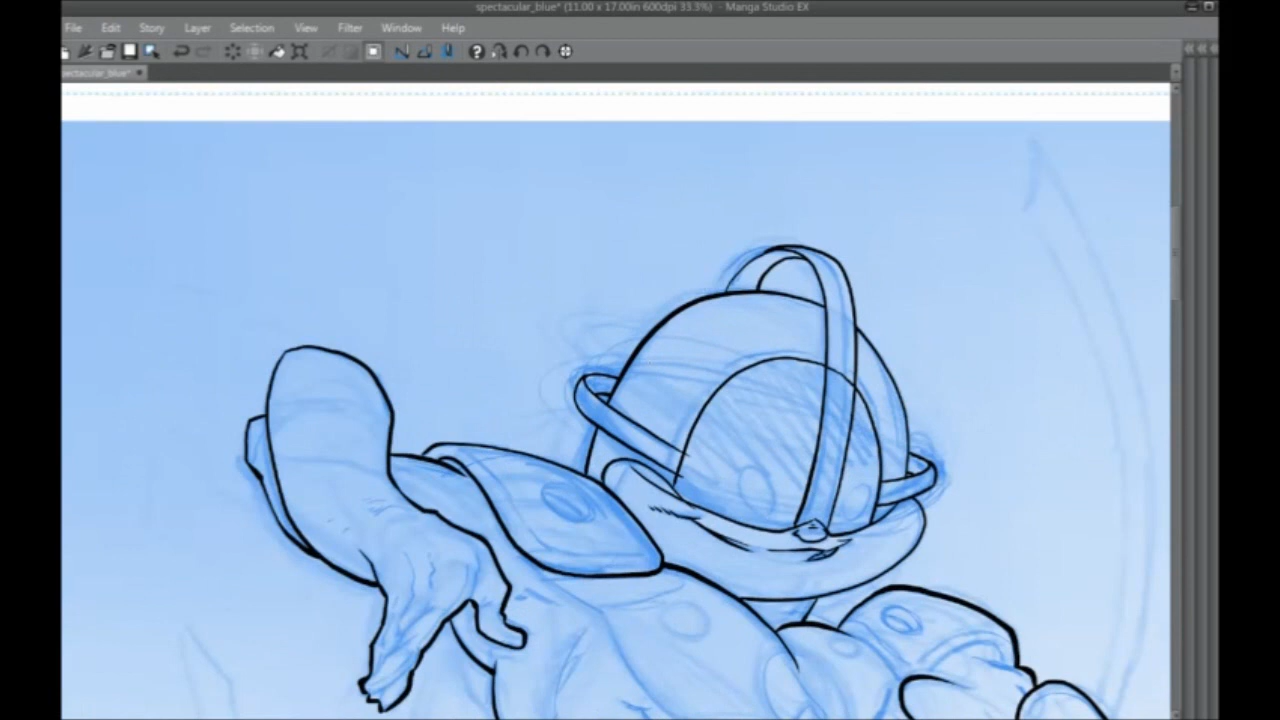 spectacular_blue* (11.00 x 17.00in 600dpi 33.3%) - Manga Studio EX
File Edit Story Layer Selection View Filter Window Help
pectacular_blue*